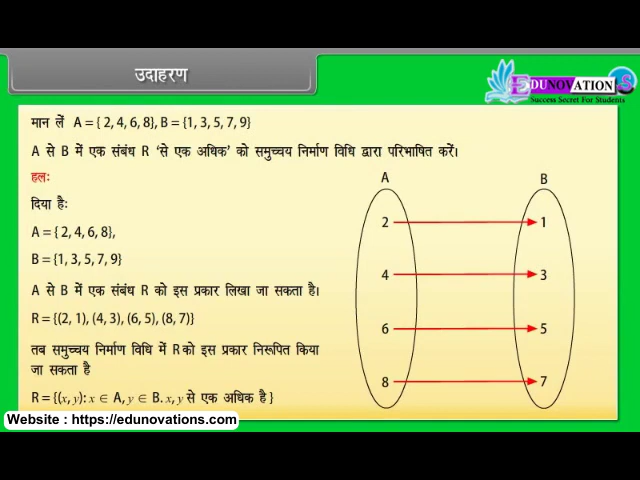 उदाहरण
EDUNOVATIONS
Success Secret For Students
मान लें A = { 2, 4, 6, 8}, B = {1, 3, 5, 7, 9}
A से B में एक संबंध R ‘से एक अधिक’ को समुच्चय निर्माण विधि द्वारा परिभाषित करें।
हलः
दिया हैः
A = { 2, 4, 6, 8},
B = {1, 3, 5, 7, 9}
A से B में एक संबंध R को इस प्रकार लिखा जा सकता है।
R = {(2, 1), (4, 3), (6, 5), (8, 7)}
तब समुच्चय निर्माण विधि में R को इस प्रकार निरूपित किया
जा सकता है
R = {(x, y): x ∈ A, y ∈ B. x, y से एक अधिक है }
A B
2 1
4 3
6 5
8 7
Website : https://edunovations.com